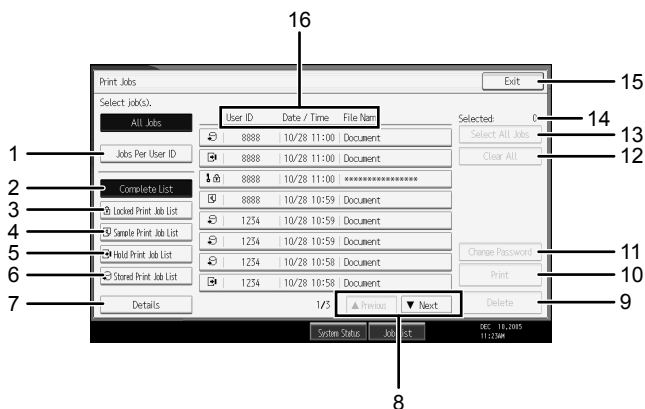 16
Print Jobs
Exit
15
Select job(s).
All Jobs
User ID Date / Time File Nam
Selected: 0
14
8888 10/28 11:00 Document
Select All Jobs
13
1
Jobs Per User ID
8888 10/28 11:00 Document
Clear All
12
2
Complete List
8888 10/28 11:00 ****************
3
Locked Print Job List
8888 10/28 10:59 Document
4
Sample Print Job List
1234 10/28 10:59 Document
5
Hold Print Job List
1234 10/28 10:59 Document
Change Password
11
6
Stored Print Job List
1234 10/28 10:58 Document
Print
10
1234 10/28 10:58 Document
7
Details
1/3
▲ Previous
▼ Next
Delete
9
System Status
Job List
DEC 10,2005
11:23AM
8